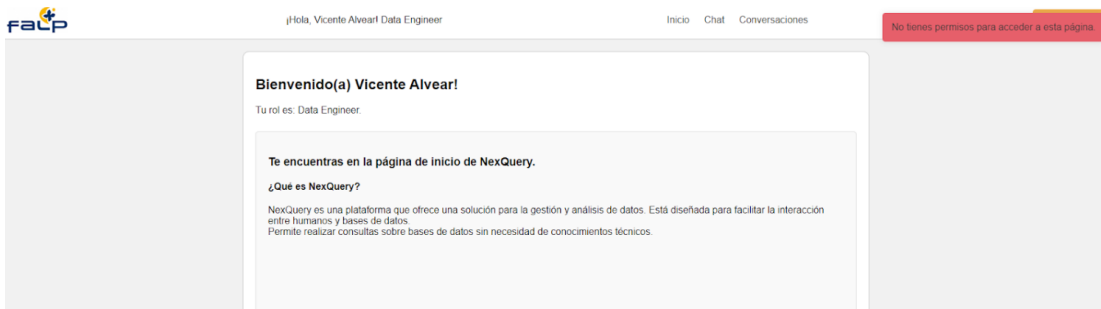 falp
¡Hola, Vicente Alvear! Data Engineer
Inicio Chat Conversaciones
No tienes permisos para acceder a esta página.
Bienvenido(a) Vicente Alvear!
Tu rol es: Data Engineer.
Te encuentras en la página de inicio de NexQuery.
¿Qué es NexQuery?
NexQuery es una plataforma que ofrece una solución para la gestión y análisis de datos. Está diseñada para facilitar la interacción
entre humanos y bases de datos.
Permite realizar consultas sobre bases de datos sin necesidad de conocimientos técnicos.